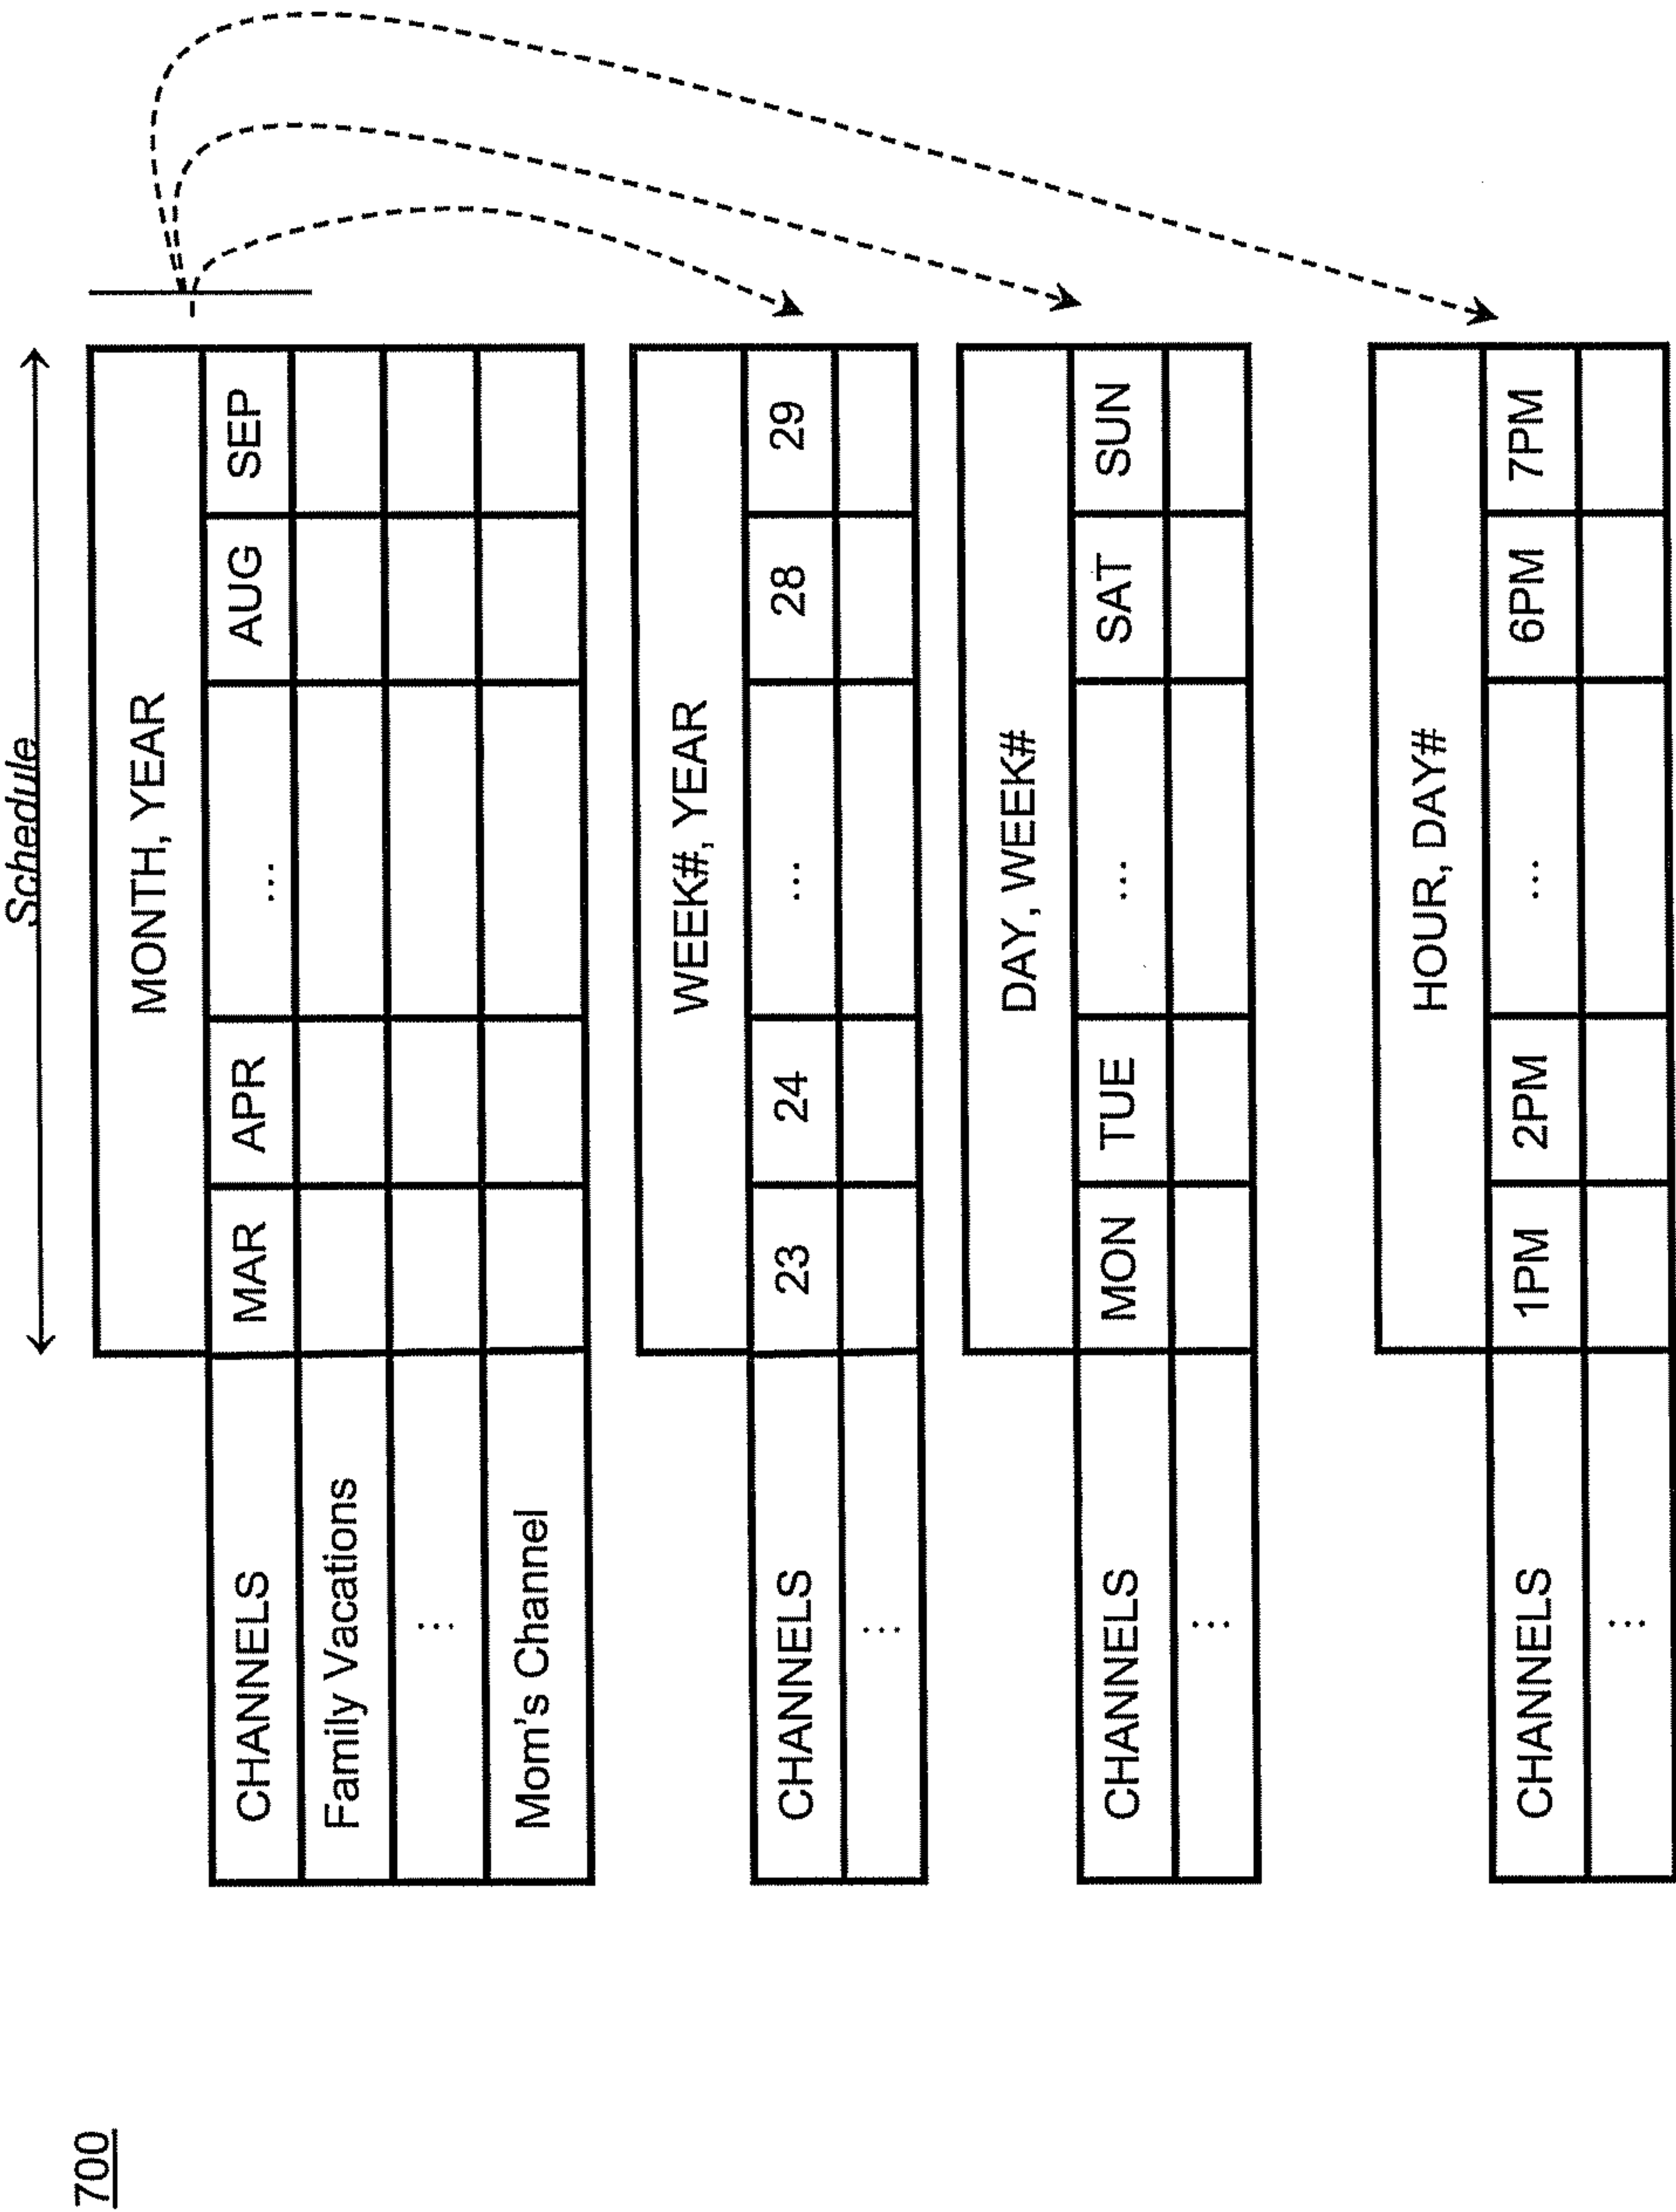 700
Schedule
MONTH, YEAR
CHANNELS MAR APR ... AUG SEP
Family Vacations
...
Mom's Channel
WEEK#, YEAR
CHANNELS 23 24 ... 28 29
...
DAY, WEEK#
CHANNELS MON TUE ... SAT SUN
...
HOUR, DAY#
CHANNELS 1PM 2PM ... 6PM 7PM
...